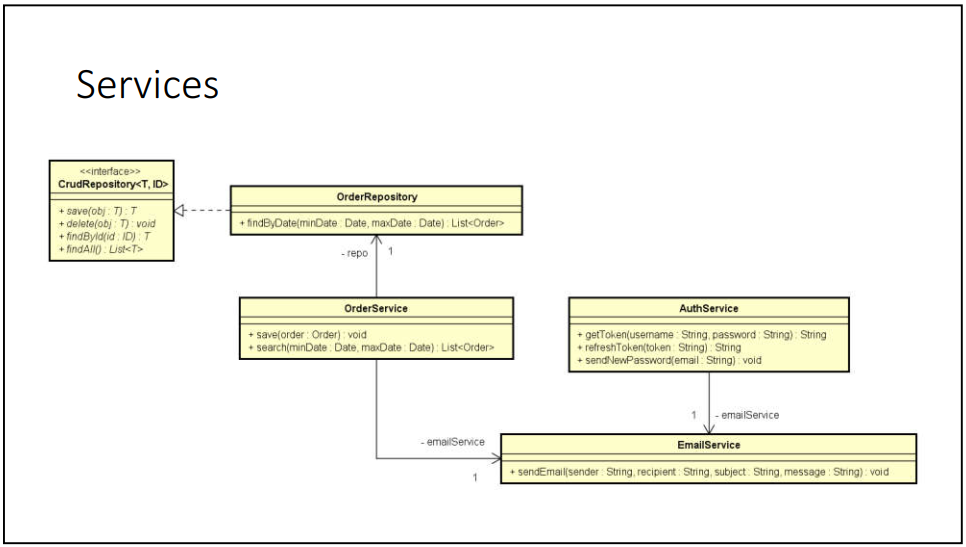 Services
<<interface>>
CrudRepository<T, ID>
+ save(obj : T) : T
+ delete(obj : T) : void
+ findById(id : ID) : T
+ findAll() : List<T>
OrderRepository
+ findByDate(minDate : Date, maxDate : Date) : List<Order>
- repo
1
OrderService
+ save(order : Order) : void
+ search(minDate : Date, maxDate : Date) : List<Order>
AuthService
+ getToken(username : String, password : String) : String
+ refreshToken(token : String) : String
+ sendNewPassword(email : String) : void
1
- emailService
- emailService
1
EmailService
+ sendEmail(sender : String, recipient : String, subject : String, message : String) : void